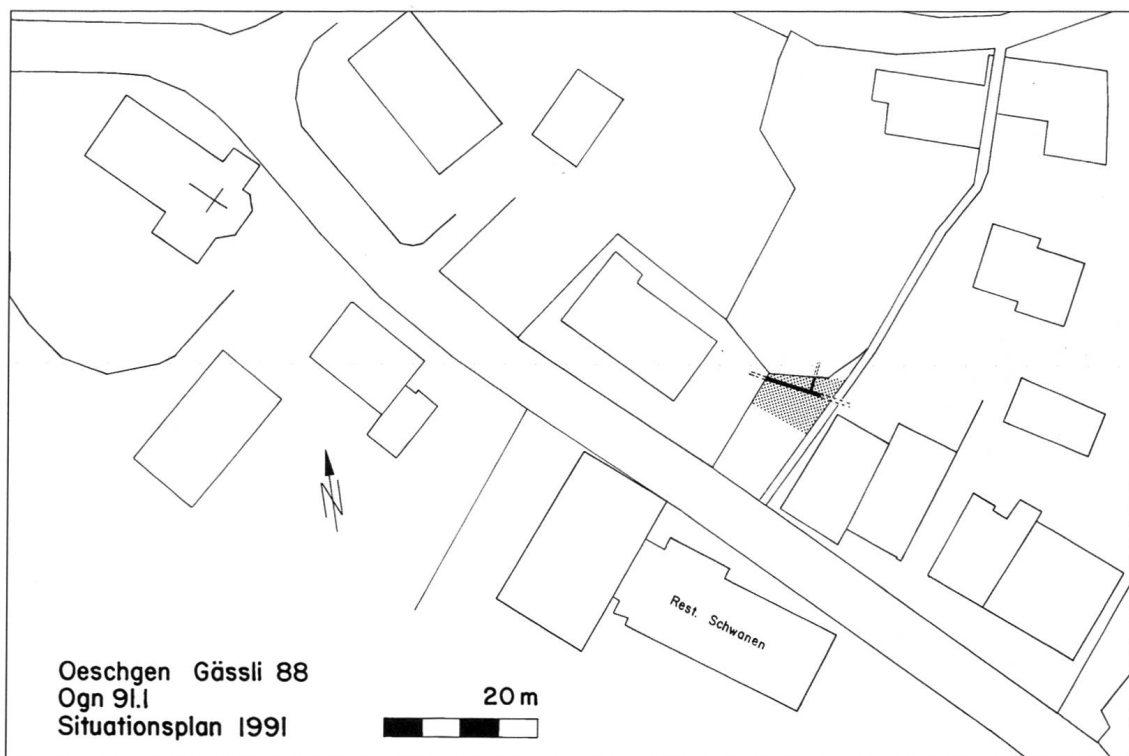 N
Rest. Schwanen
Oeschgen Gässli 88
Ogn 91.1
Situationsplan 1991
20 m